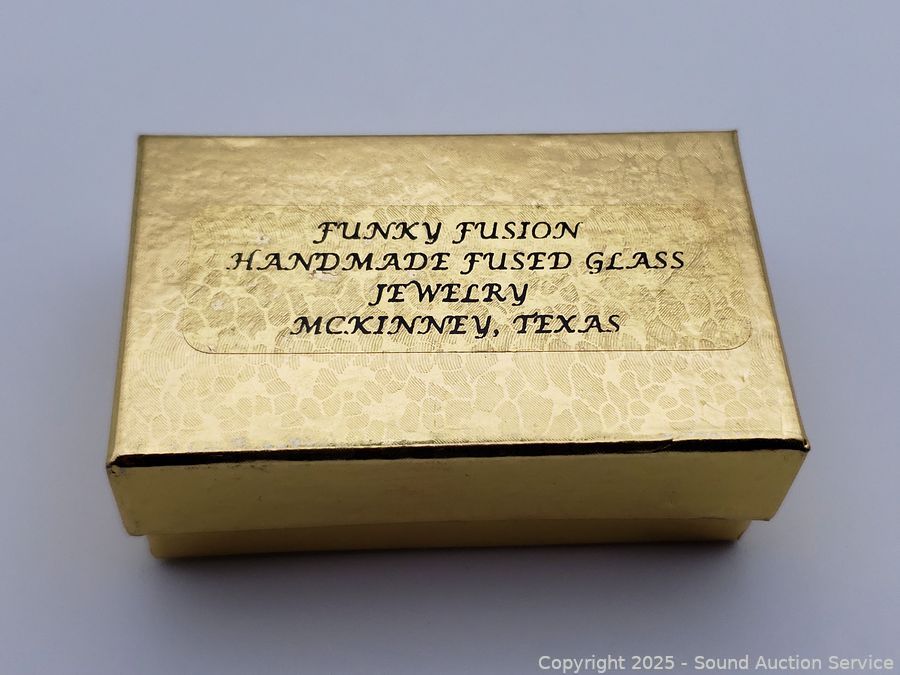 FUNKY FUSION
HANDMADE FUSED GLASS
JEWELRY
MCKINNEY, TEXAS
Copyright 2025 - Sound Auction Service